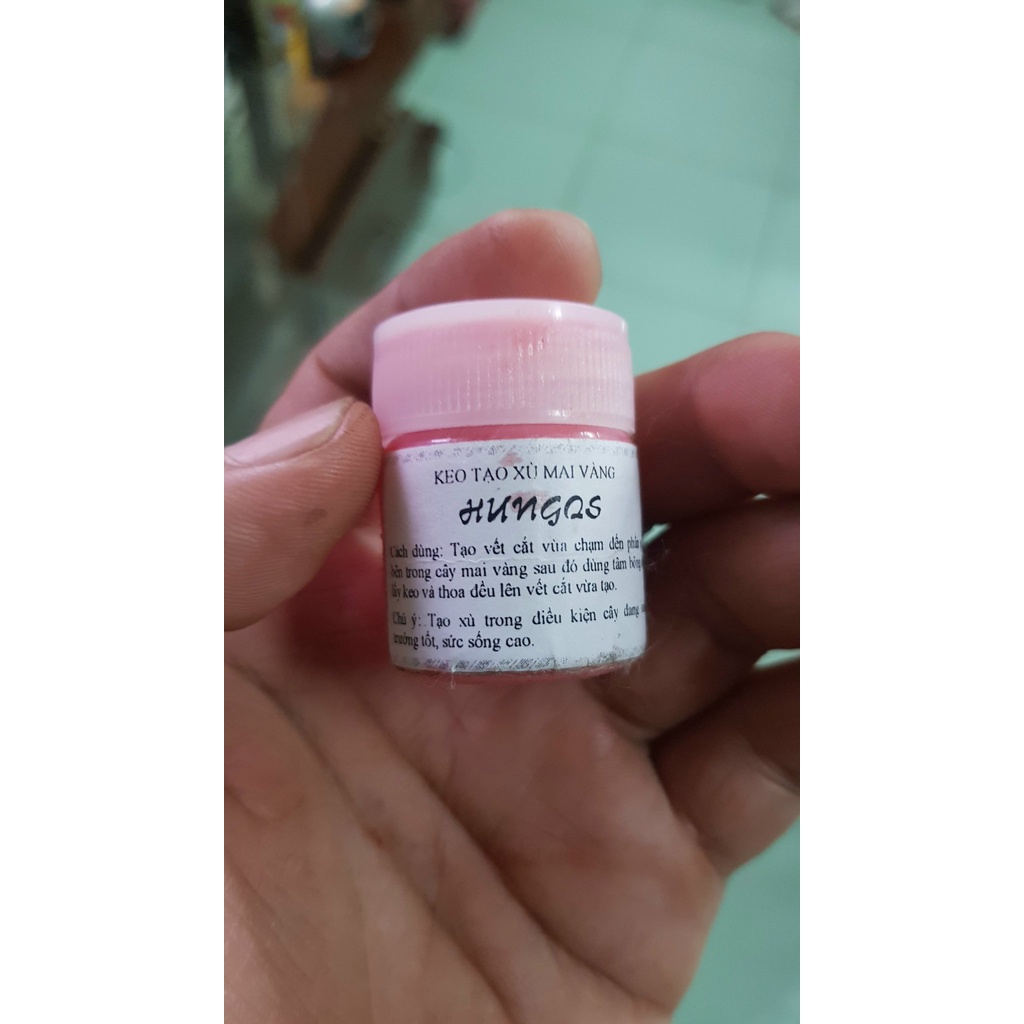 KEO TẠO XÙ MAI VÀNG
HUNGQS
Cách dùng: Tạo vết cắt vừa chạm đến phần
bên trong cây mai vàng sau đó dùng tăm bông
lấy keo và thoa đều lên vết cắt vừa tạo.
Chú ý: Tạo xù trong điều kiện cây đang
trưởng tốt, sức sống cao.